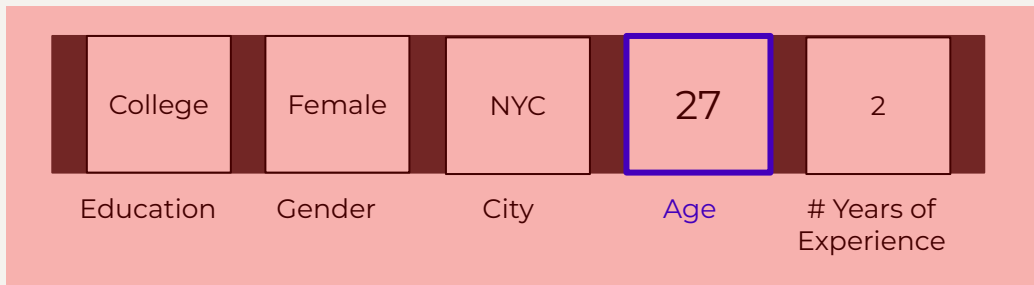 College Female NYC 27 2
Education Gender City Age # Years of
Experience